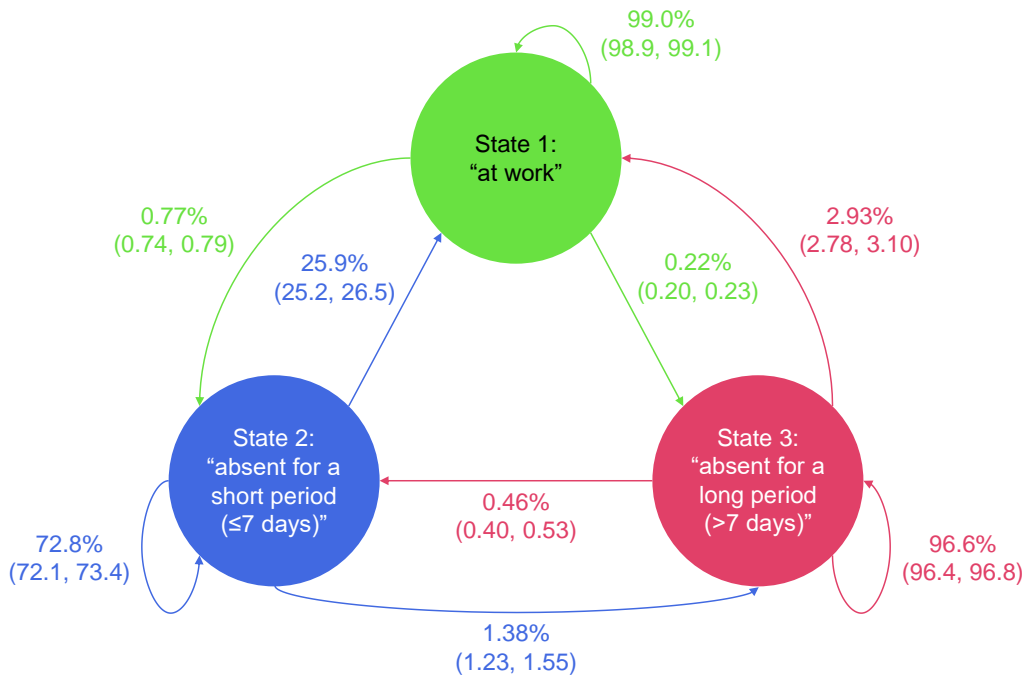 99.0%
(98.9, 99.1)
State 1:
“at work”
0.77%
(0.74, 0.79)
2.93%
(2.78, 3.10)
25.9%
(25.2, 26.5)
0.22%
(0.20, 0.23)
State 2:
“absent for a
short period
(≤7 days)”
State 3:
“absent for a
long period
(>7 days)”
0.46%
(0.40, 0.53)
72.8%
(72.1, 73.4)
96.6%
(96.4, 96.8)
1.38%
(1.23, 1.55)